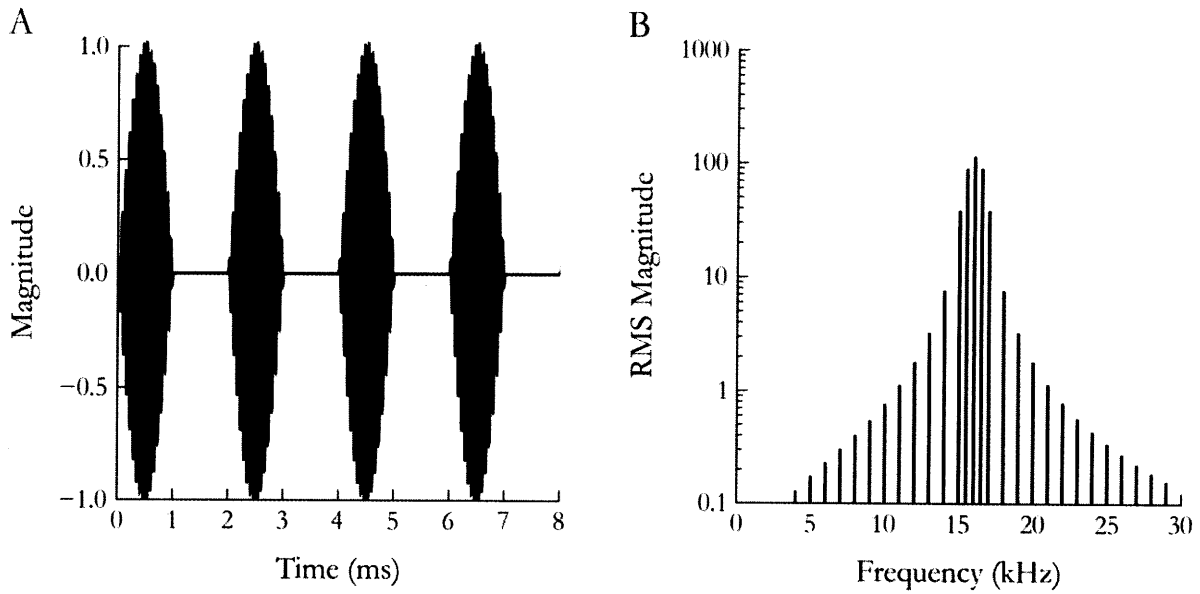 A
1.0
0.5
0.0
−0.5
−1.0
Magnitude
0 1 2 3 4 5 6 7 8
Time (ms)
B
1000
100
10
1
0.1
RMS Magnitude
0 5 10 15 20 25 30
Frequency (kHz)